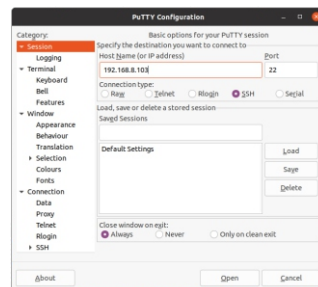 PuTTY Configuration
Category:
Session
Logging
Terminal
Keyboard
Bell
Features
Window
Appearance
Behaviour
Translation
Selection
Colours
Fonts
Connection
Data
Proxy
Telnet
Rlogin
SSH
Basic options for your PuTTY session
Specify the destination you want to connect to
Host Name (or IP address) Port
192.168.8.103 22
Connection type:
Raw Telnet Rlogin SSH Serial
Load, save or delete a stored session
Saved Sessions
Default Settings
Load
Save
Delete
Close window on exit:
Always Never Only on clean exit
About Open Cancel